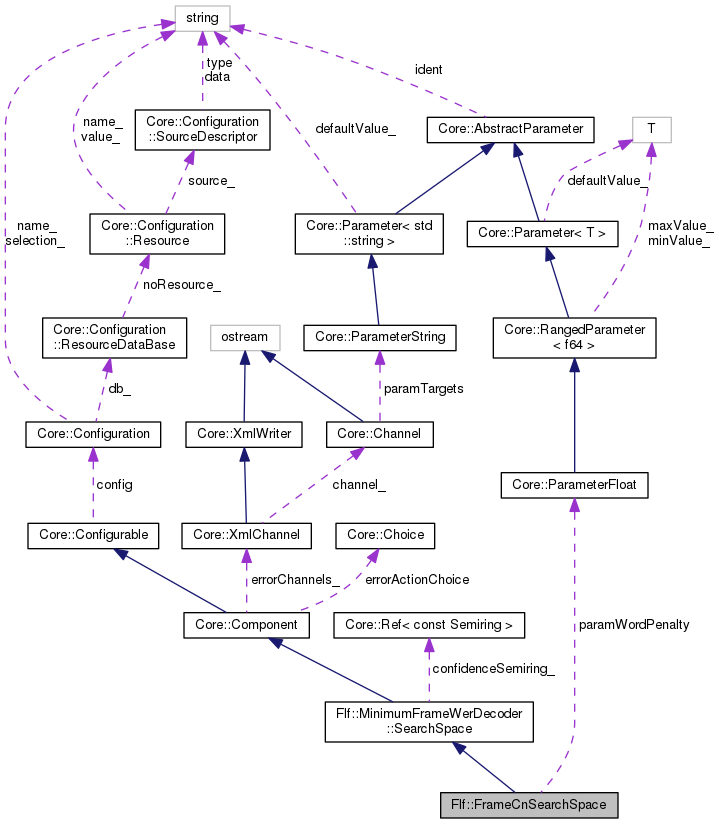 string
type
data
ident
Core::Configuration
::SourceDescriptor
Core::AbstractParameter
T
name_
value_
defaultValue_
defaultValue_
source_
name_
selection_
Core::Configuration
::Resource
Core::Parameter< std
::string >
Core::Parameter< T >
maxValue_
minValue_
noResource_
Core::Configuration
::ResourceDataBase
ostream
Core::ParameterString
Core::RangedParameter
< f64 >
db_
paramTargets
Core::Configuration
Core::XmlWriter
Core::Channel
config
channel_
Core::ParameterFloat
Core::Configurable
Core::XmlChannel
Core::Choice
errorChannels_
errorActionChoice
Core::Component
Core::Ref< const Semiring >
paramWordPenalty
confidenceSemiring_
Flf::MinimumFrameWerDecoder
::SearchSpace
Flf::FrameCnSearchSpace